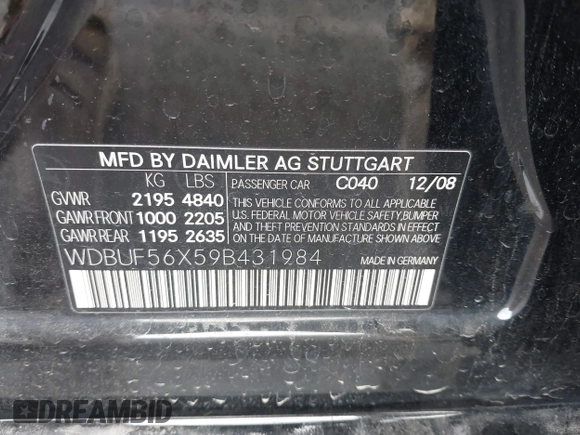 MFD BY DAIMLER AG STUTTGART
KG LBS PASSENGER CAR C040 12/08
GVWR 2195 4840 THIS VEHICLE CONFORMS TO ALL APPLICABLE
GAWR FRONT 1000 2205 U.S. FEDERAL MOTOR VEHICLE SAFETY, BUMPER
GAWR REAR 1195 2635 AND THEFT PREVENTION STANDARDS IN EFFECT
ON THE DATE OF MANUFACTURE SHOWN ABOVE.
WDBUF56X59B431984 MADE IN GERMANY
DREAMBID